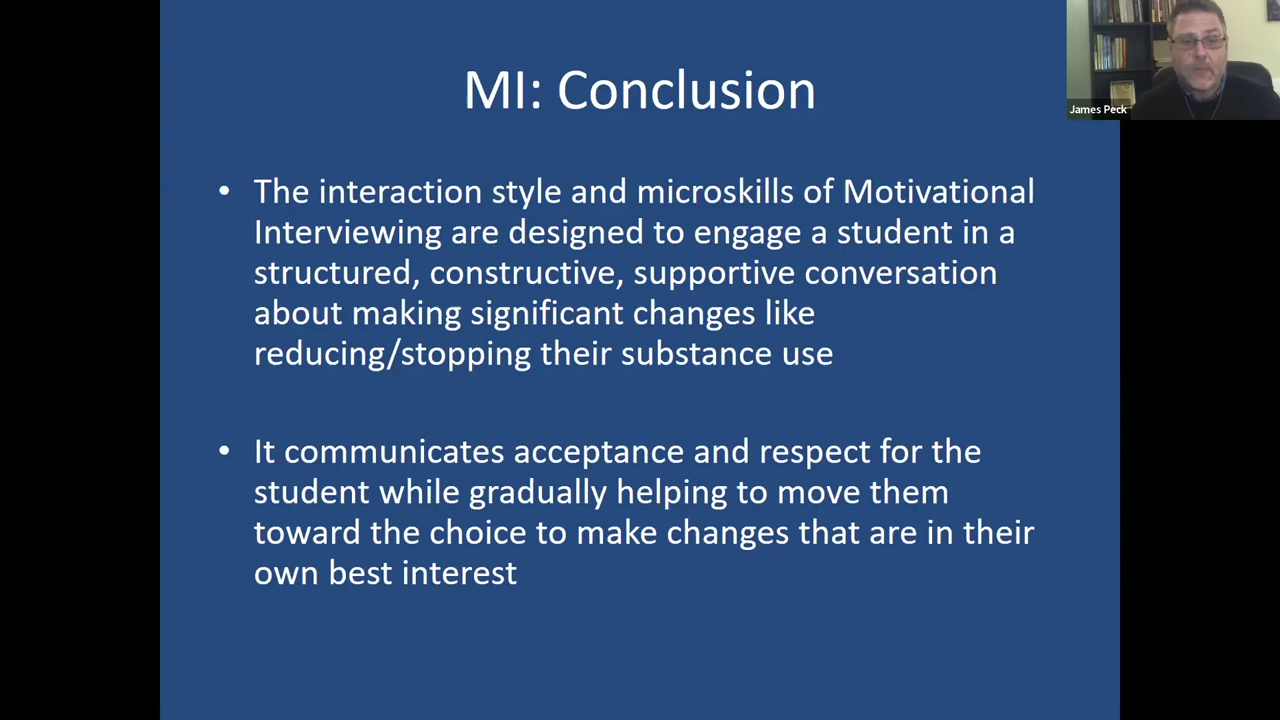 MI: Conclusion
James Peck
• The interaction style and microskills of Motivational
Interviewing are designed to engage a student in a
structured, constructive, supportive conversation
about making significant changes like
reducing/stopping their substance use
• It communicates acceptance and respect for the
student while gradually helping to move them
toward the choice to make changes that are in their
own best interest